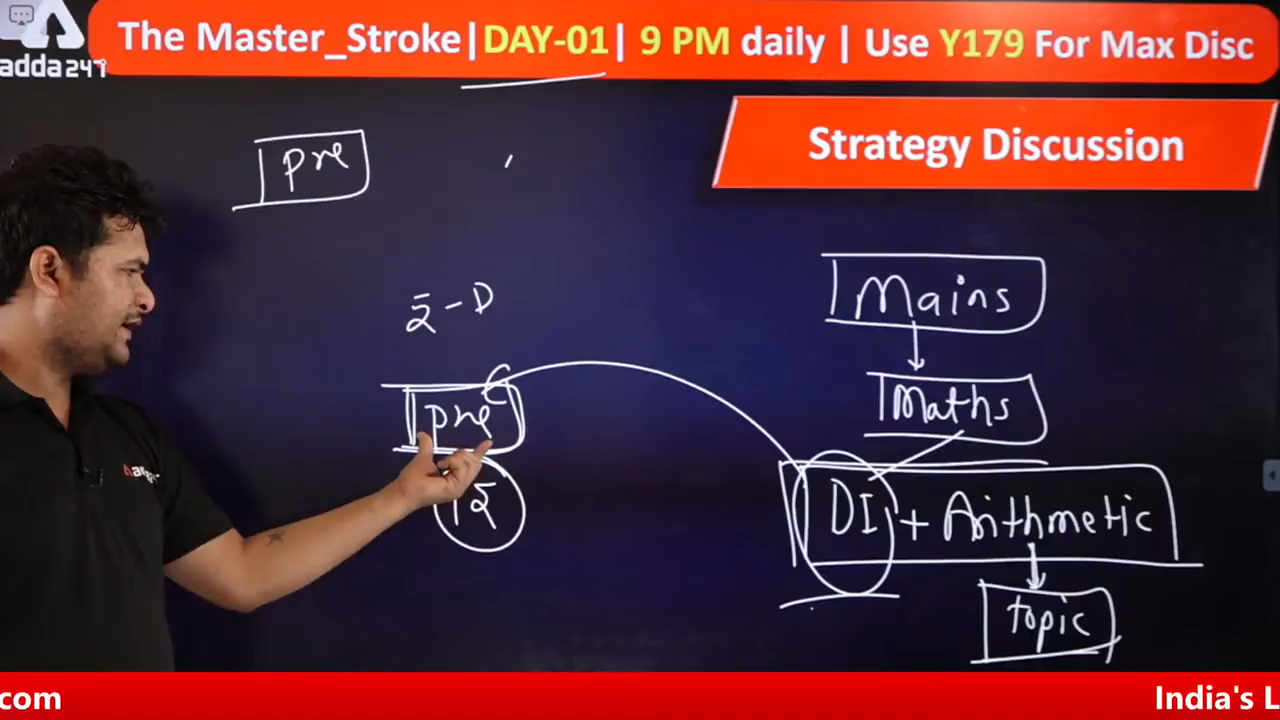 The Master_Stroke|DAY-01| 9 PM daily | Use Y179 For Max Disc
adda247
Strategy Discussion
pre
2-D
Mains
pre
Maths
DI + Arithmetic
topic
.com
India's L